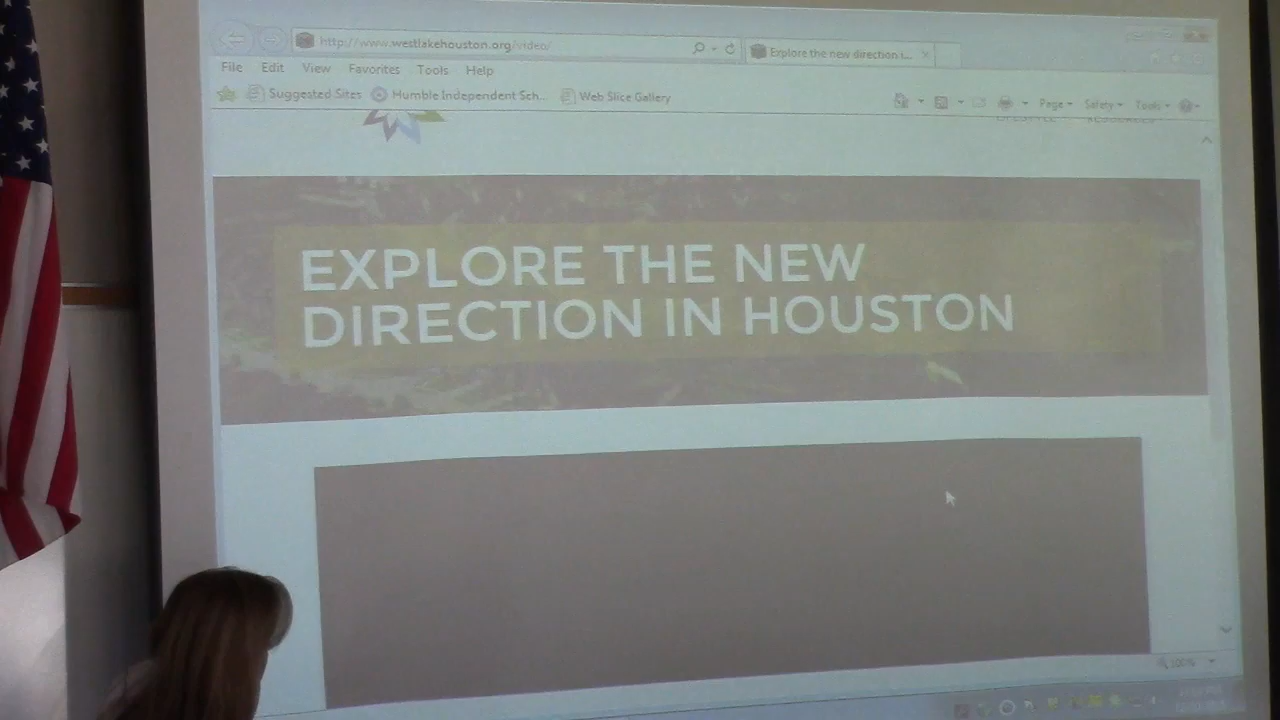 http://www.westlakehouston.org/video/
Explore the new direction i...
File Edit View Favorites Tools Help
Suggested Sites Humble Independent Sch... Web Slice Gallery
Page Safety Tools
EXPLORE THE NEW
DIRECTION IN HOUSTON
100%